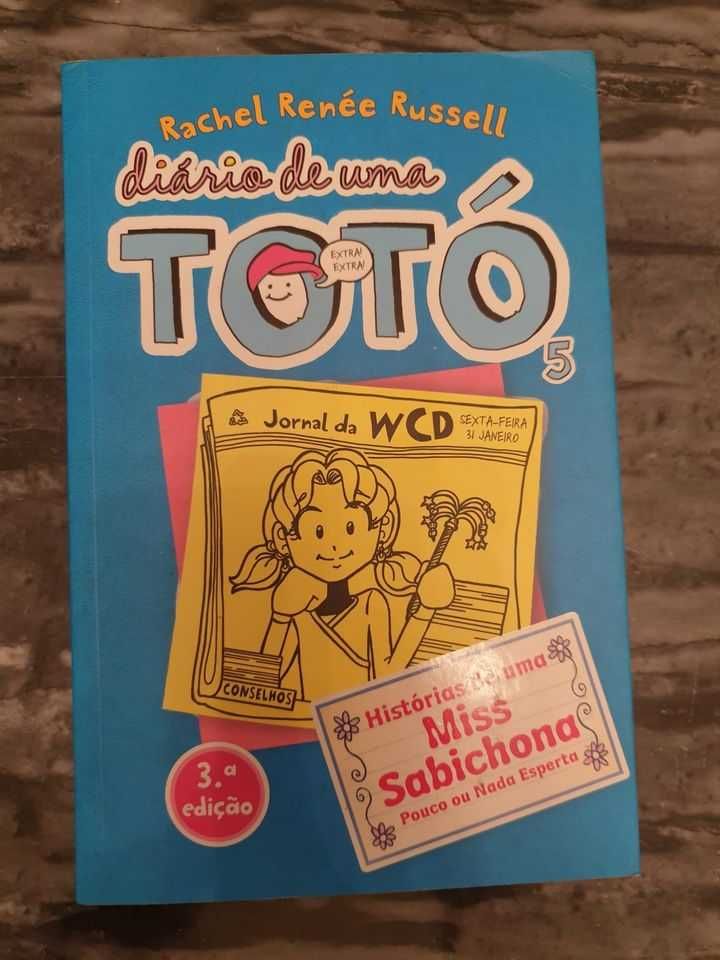 Rachel Renée Russell
diário de uma
TOTÓ
EXTRA!
EXTRA!
5
Jornal da WCD
SEXTA-FEIRA
31 JANEIRO
CONSELHOS
Histórias de uma
Miss
Sabichona
Pouco ou Nada Esperta
3.ª
edição